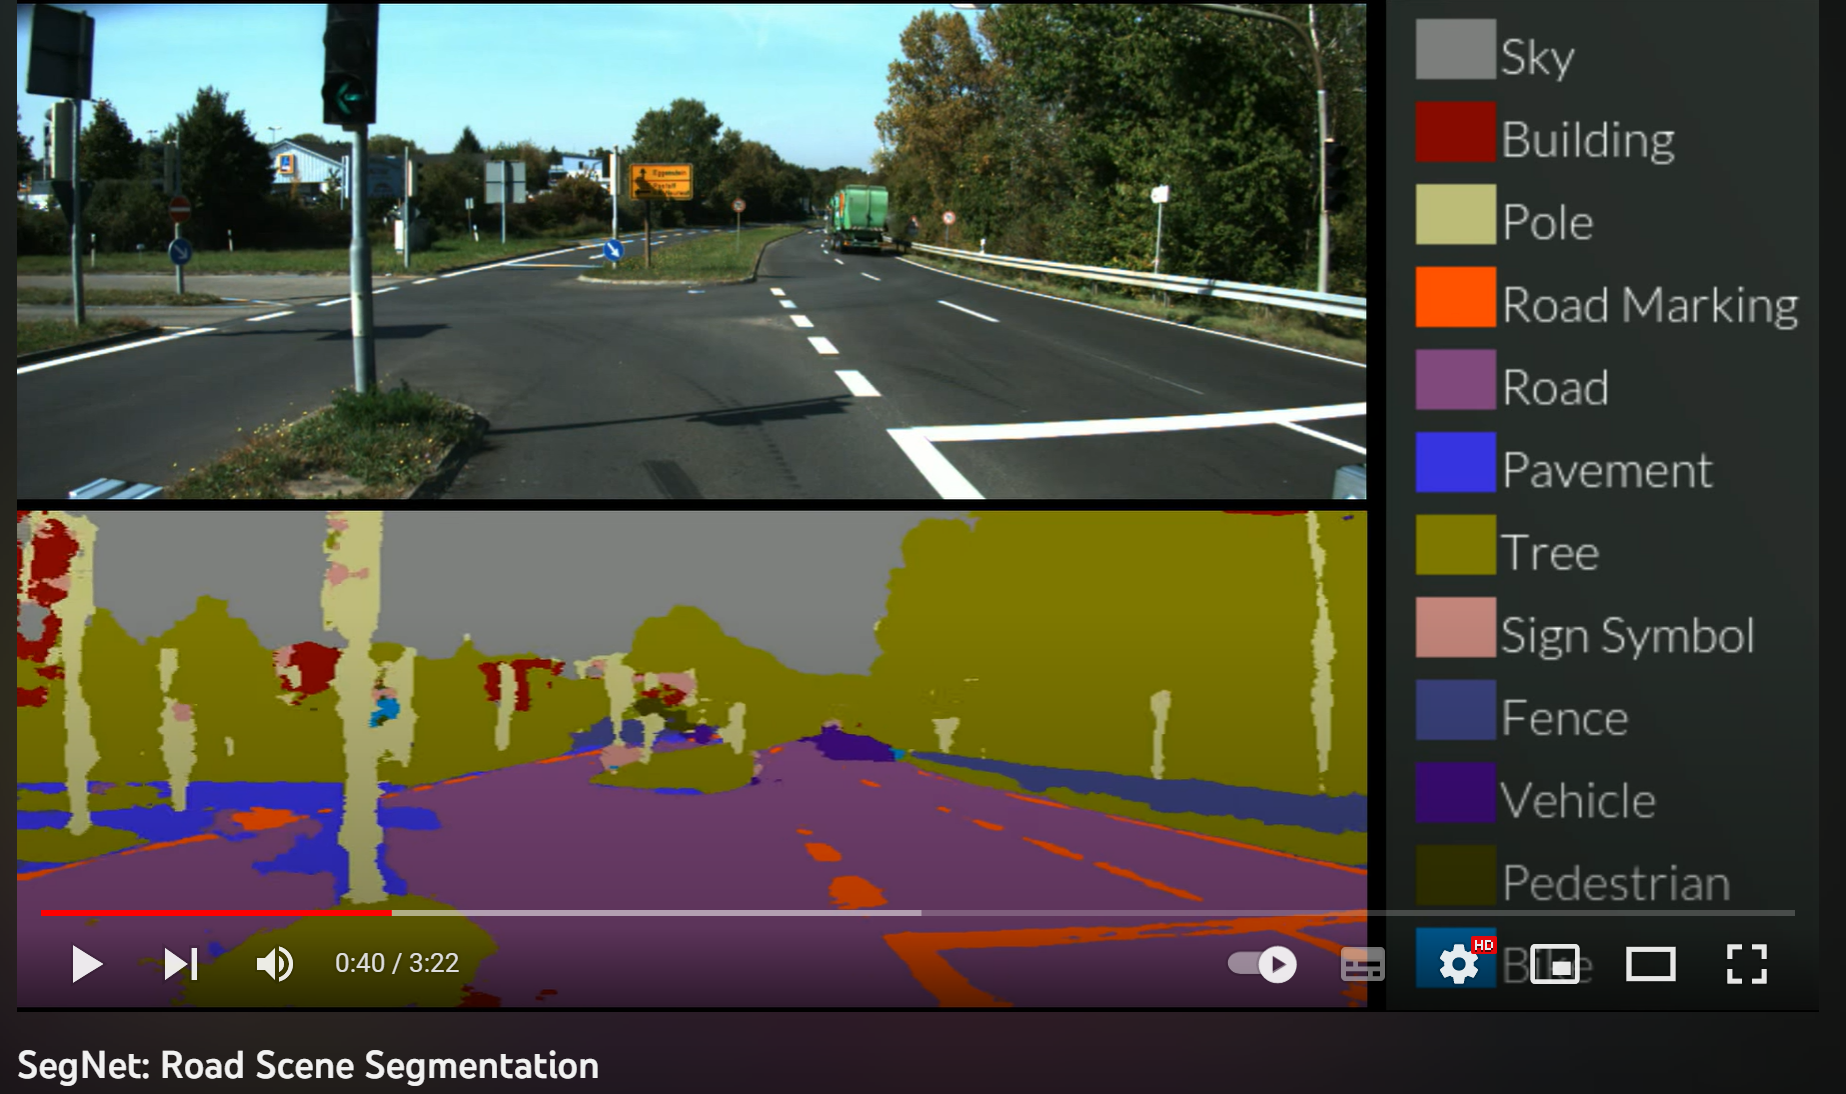 Sky
Building
Pole
Road Marking
Road
Pavement
Tree
Sign Symbol
Fence
Vehicle
Pedestrian
Bike
HD
0:40 / 3:22
SegNet: Road Scene Segmentation